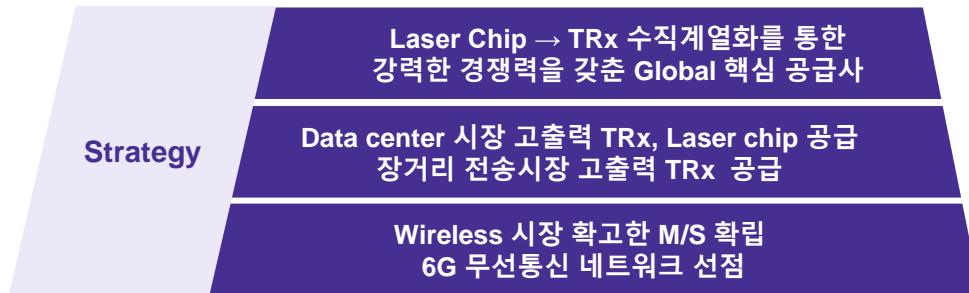 Strategy
Laser Chip → TRx 수직계열화를 통한
강력한 경쟁력을 갖춘 Global 핵심 공급사
Data center 시장 고출력 TRx, Laser chip 공급
장거리 전송시장 고출력 TRx 공급
Wireless 시장 확고한 M/S 확립
6G 무선통신 네트워크 선점